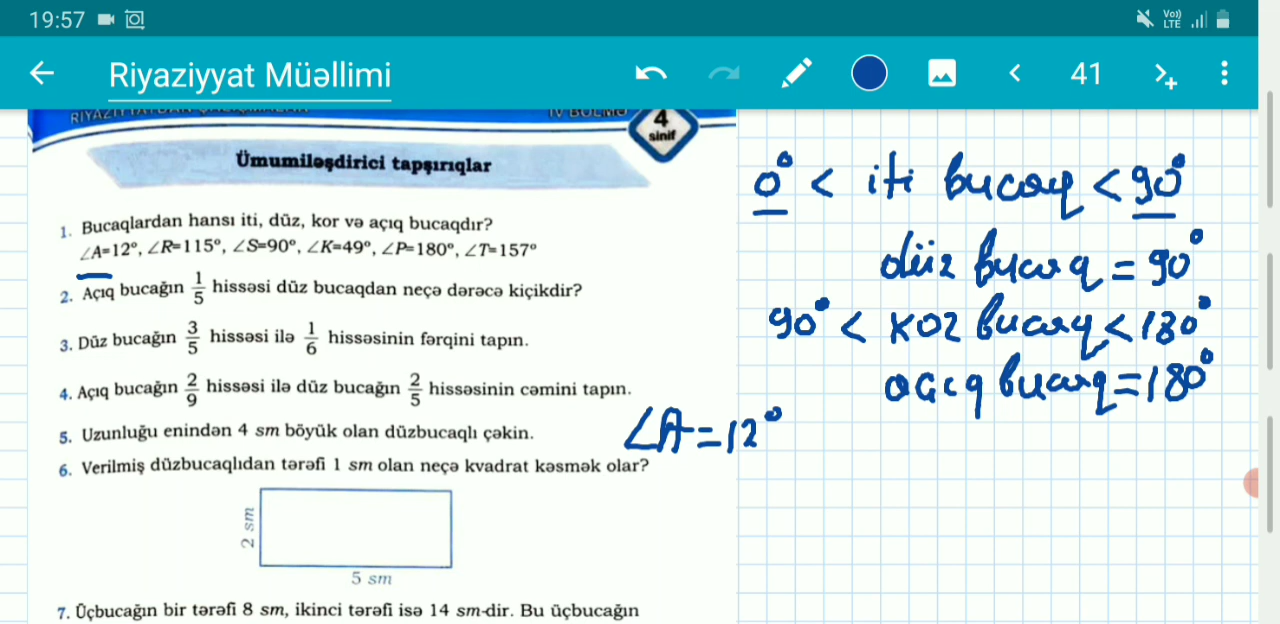 19:57
Vo)) LTE
Riyaziyyat Müəllimi
41
IV BÖLMƏ
4
sinif
Ümumiləşdirici tapşırıqlar
1. Bucaqlardan hansı iti, düz, kor və açıq bucaqdır?
∠A=12°, ∠R=115°, ∠S=90°, ∠K=49°, ∠P=180°, ∠T=157°
2. Açıq bucağın 1/5 hissəsi düz bucaqdan neçə dərəcə kiçikdir?
3. Düz bucağın 3/5 hissəsi ilə 1/6 hissəsinin fərqini tapın.
4. Açıq bucağın 2/9 hissəsi ilə düz bucağın 2/5 hissəsinin cəmini tapın.
5. Uzunluğu enindən 4 sm böyük olan düzbucaqlı çəkin.
6. Verilmiş düzbucaqlıdan tərəfi 1 sm olan neçə kvadrat kəsmək olar?
2 sm
5 sm
7. Üçbucağın bir tərəfi 8 sm, ikinci tərəfi isə 14 sm-dir. Bu üçbucağın
0° < iti bucaq < 90°
düz bucaq = 90°
90° < kor bucaq < 180°
açıq bucaq = 180°
∠A = 12°